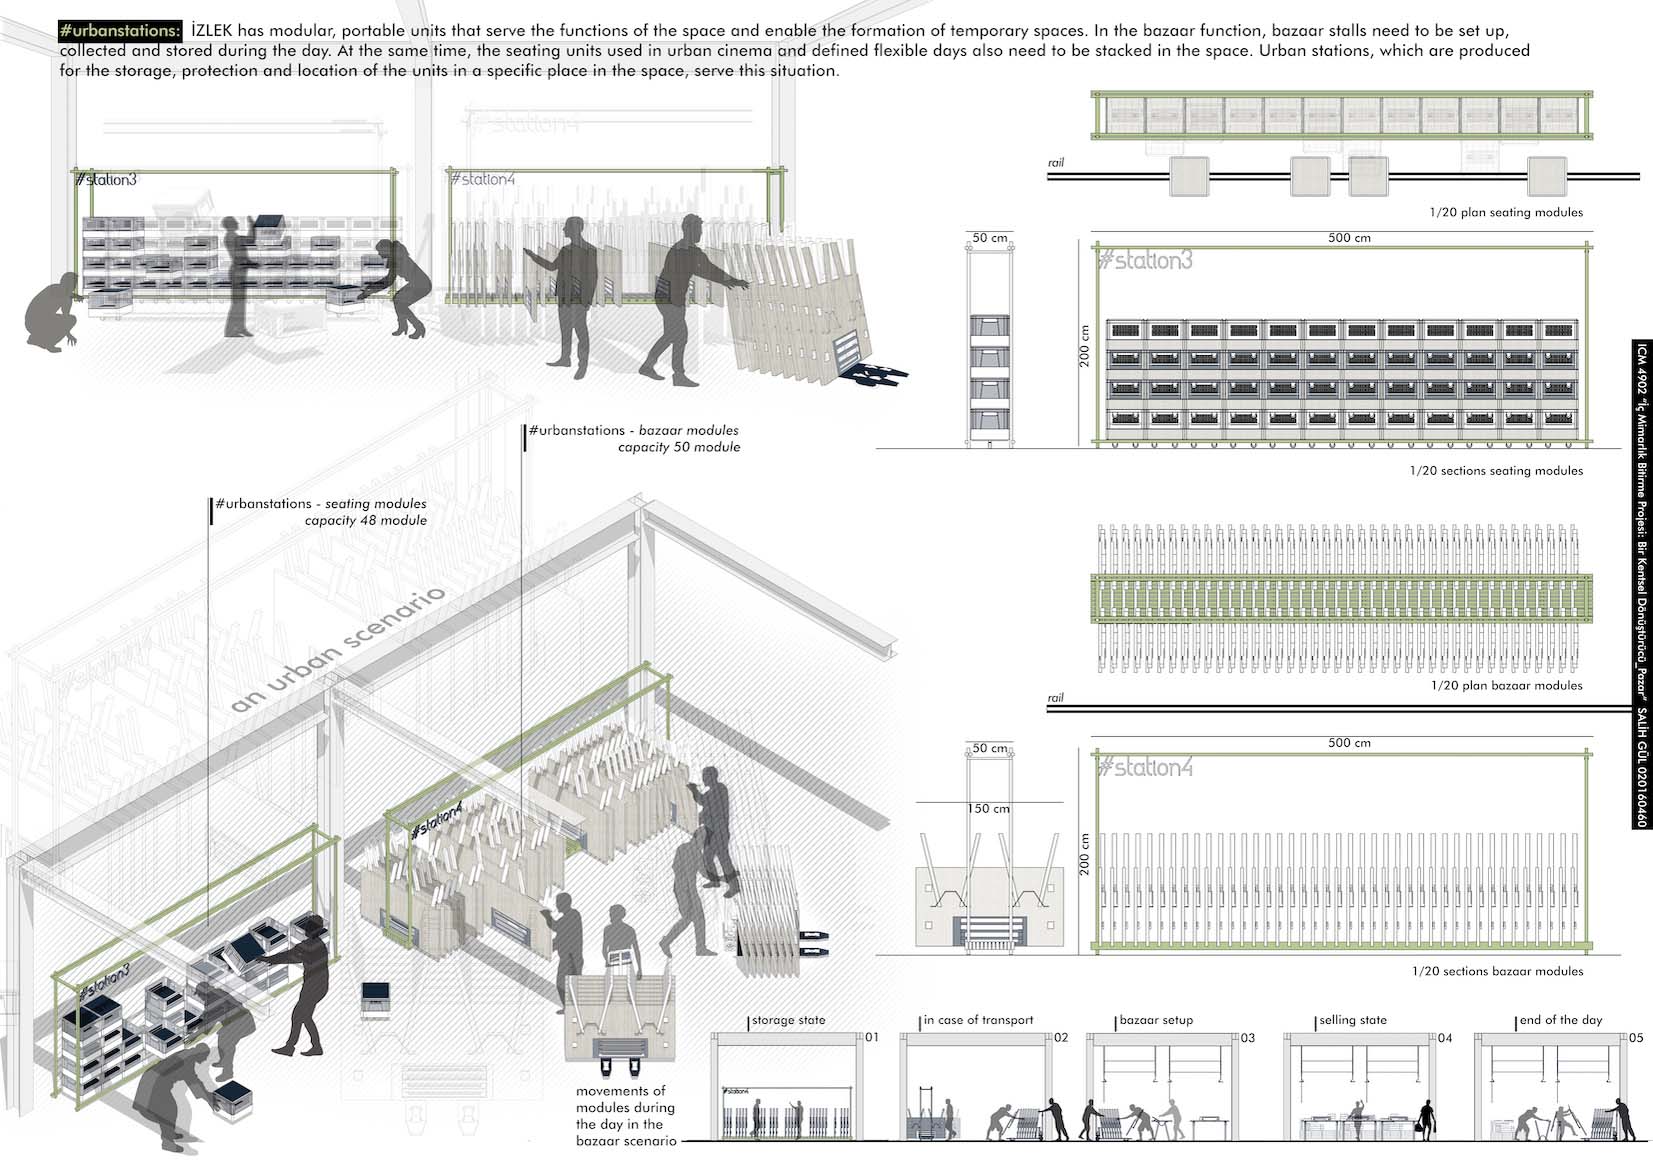 #urbanstations: İZLEK has modular, portable units that serve the functions of the space and enable the formation of temporary spaces. In the bazaar function, bazaar stalls need to be set up,
collected and stored during the day. At the same time, the seating units used in urban cinema and defined flexible days also need to be stacked in the space. Urban stations, which are produced
for the storage, protection and location of the units in a specific place in the space, serve this situation.
#station4
#station3
#station4
rail
1/20 plan seating modules
50 cm
500 cm
#station3
200 cm
1/20 sections seating modules
#urbanstations - bazaar modules
capacity 50 module
#urbanstations - seating modules
capacity 48 module
an urban scenario
1/20 plan bazaar modules
rail
50 cm
500 cm
#station4
150 cm
200 cm
1/20 sections bazaar modules
#station4
#station3
İCM 4902 "İç Mimarlık Bitirme Projesi: Bir Kentsel Dönüştürücü_Pazar" SALİH GÜL 020160460
movements of
modules during
the day in the
bazaar scenario
storage state
01
#station4
in case of transport
02
bazaar setup
03
selling state
04
end of the day
05